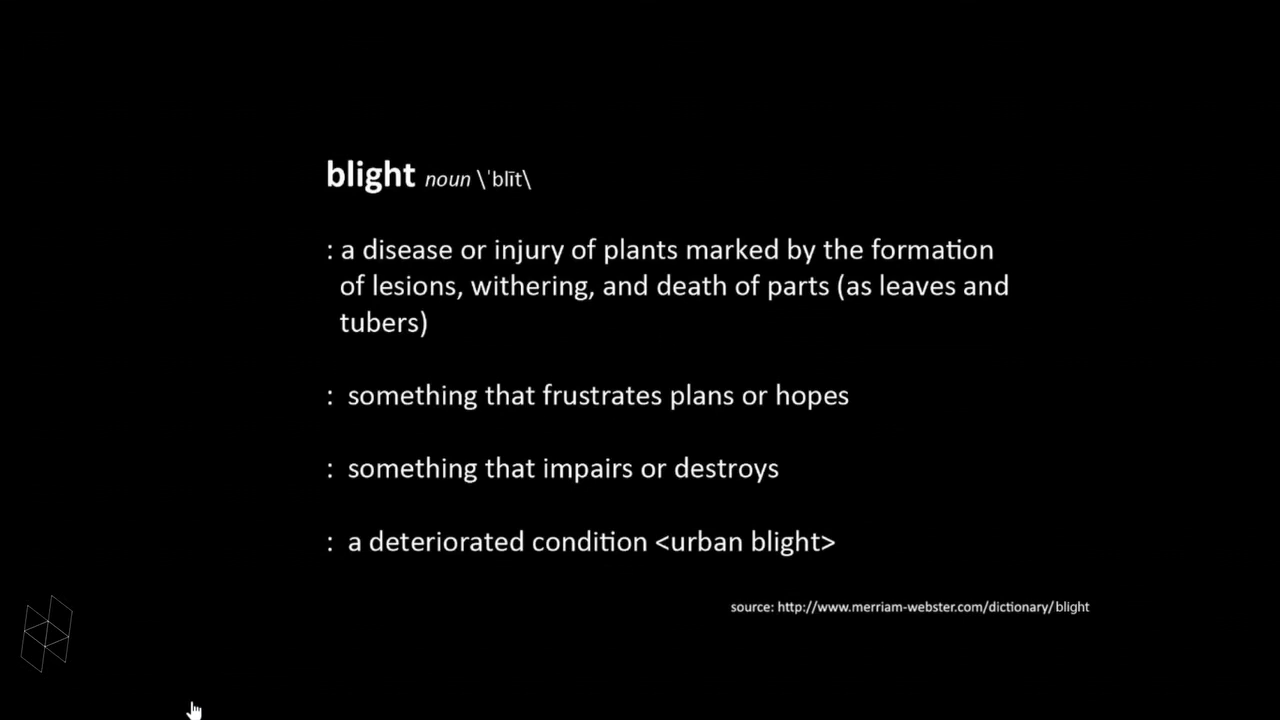 blight noun \ˈblīt\
: a disease or injury of plants marked by the formation
of lesions, withering, and death of parts (as leaves and
tubers)
: something that frustrates plans or hopes
: something that impairs or destroys
: a deteriorated condition <urban blight>
source: http://www.merriam-webster.com/dictionary/blight